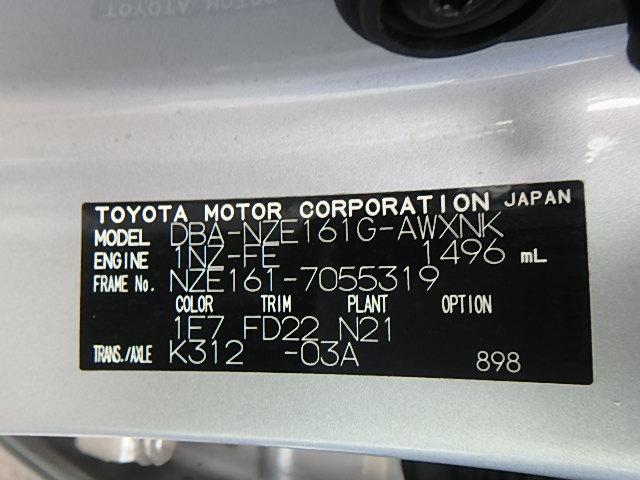 TOYOTA MOTOR CORPORATION JAPAN
MODEL DBA-NZE161G-AWXNK
ENGINE 1NZ-FE 1496 mL
FRAME No. NZE161-7055319
COLOR TRIM PLANT OPTION
1E7 FD22 N21
TRANS./AXLE K312 -03A 898